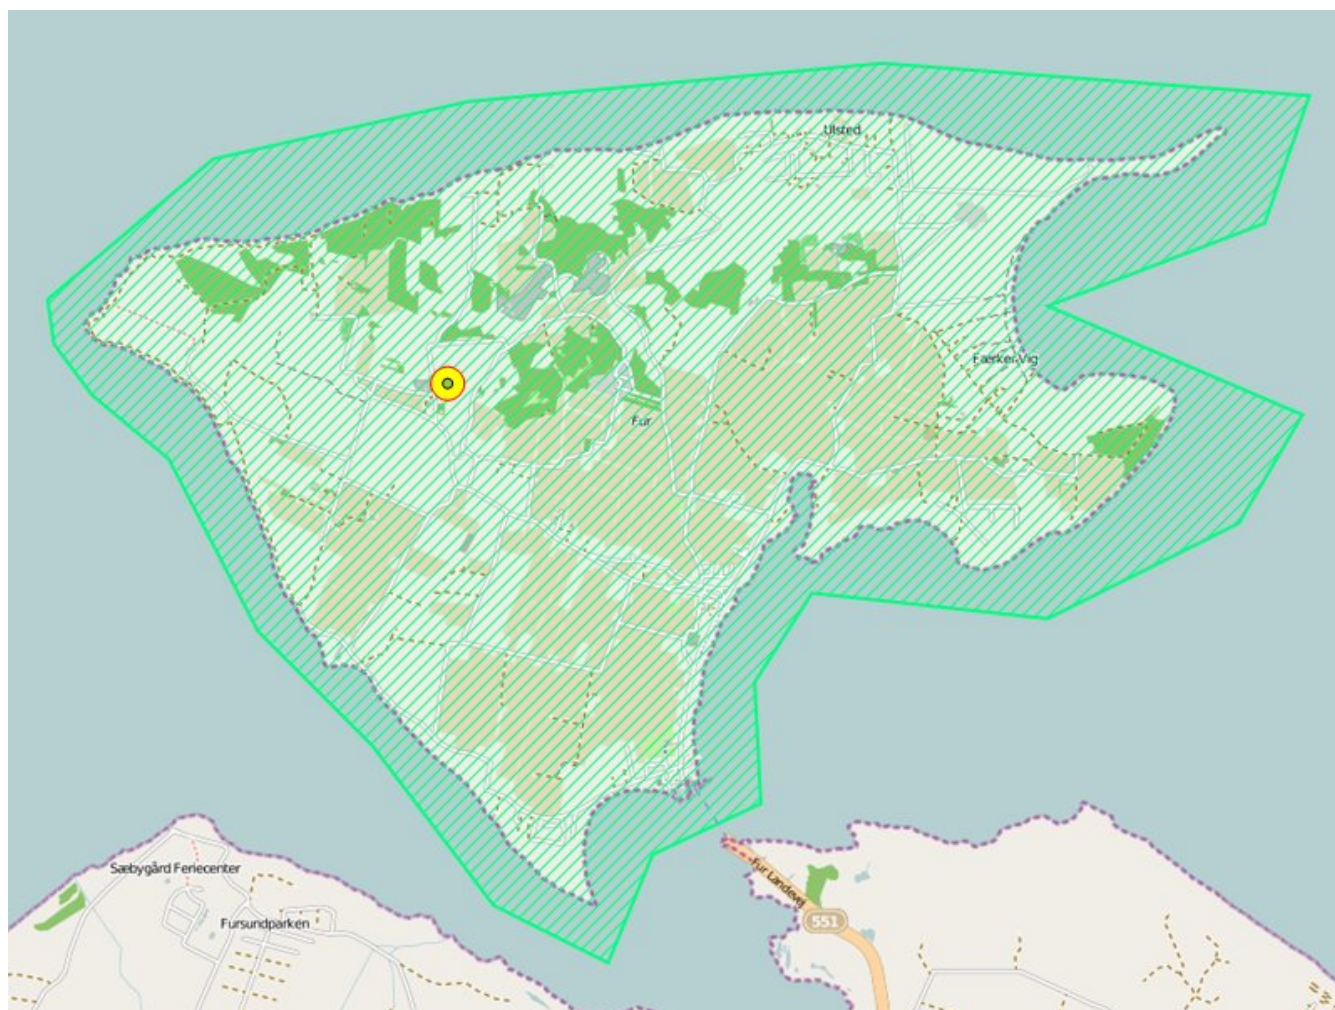 Ulsted
Færker Vig
Fur
Sæbygård Feriecenter
Fur Landevej
Fursundparken
551